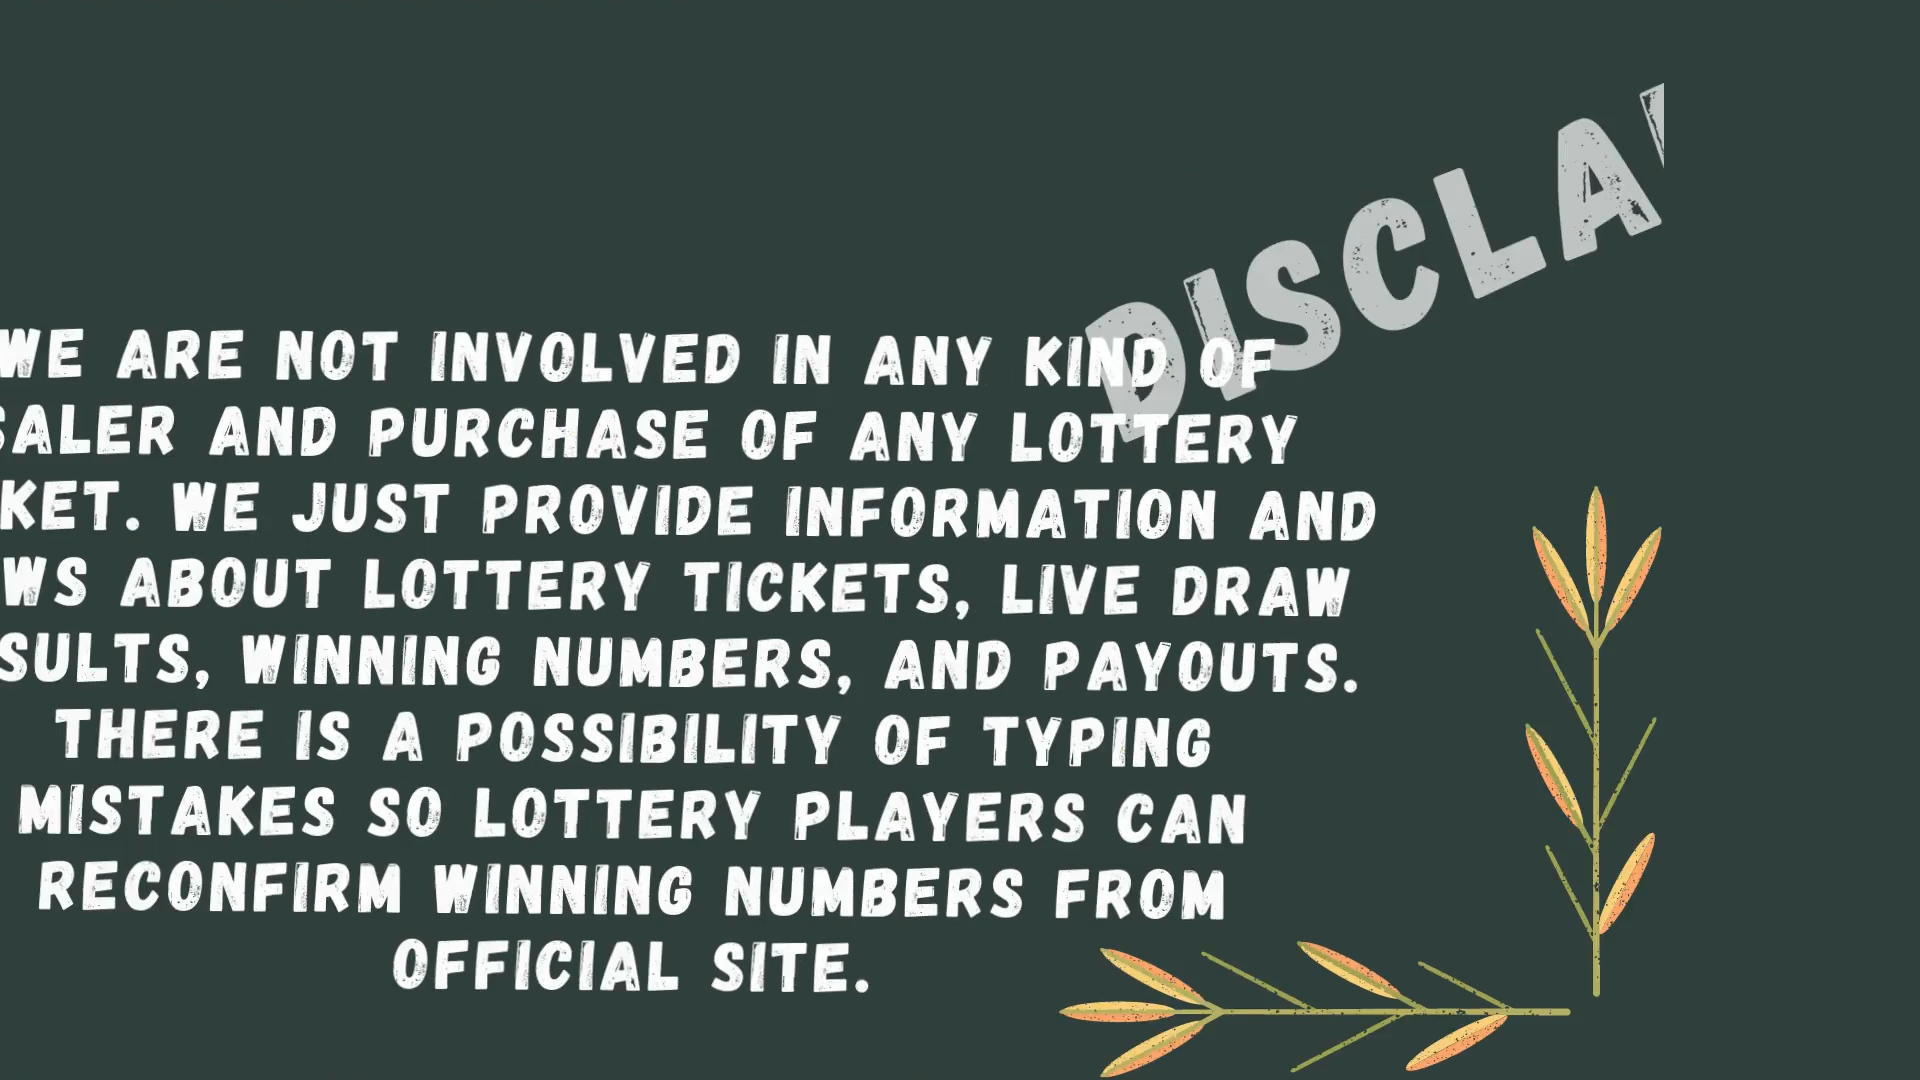 DISCLA
WE ARE NOT INVOLVED IN ANY KIND OF
SALER AND PURCHASE OF ANY LOTTERY
KET. WE JUST PROVIDE INFORMATION AND
WS ABOUT LOTTERY TICKETS, LIVE DRAW
SULTS, WINNING NUMBERS, AND PAYOUTS.
THERE IS A POSSIBILITY OF TYPING
MISTAKES SO LOTTERY PLAYERS CAN
RECONFIRM WINNING NUMBERS FROM
OFFICIAL SITE.